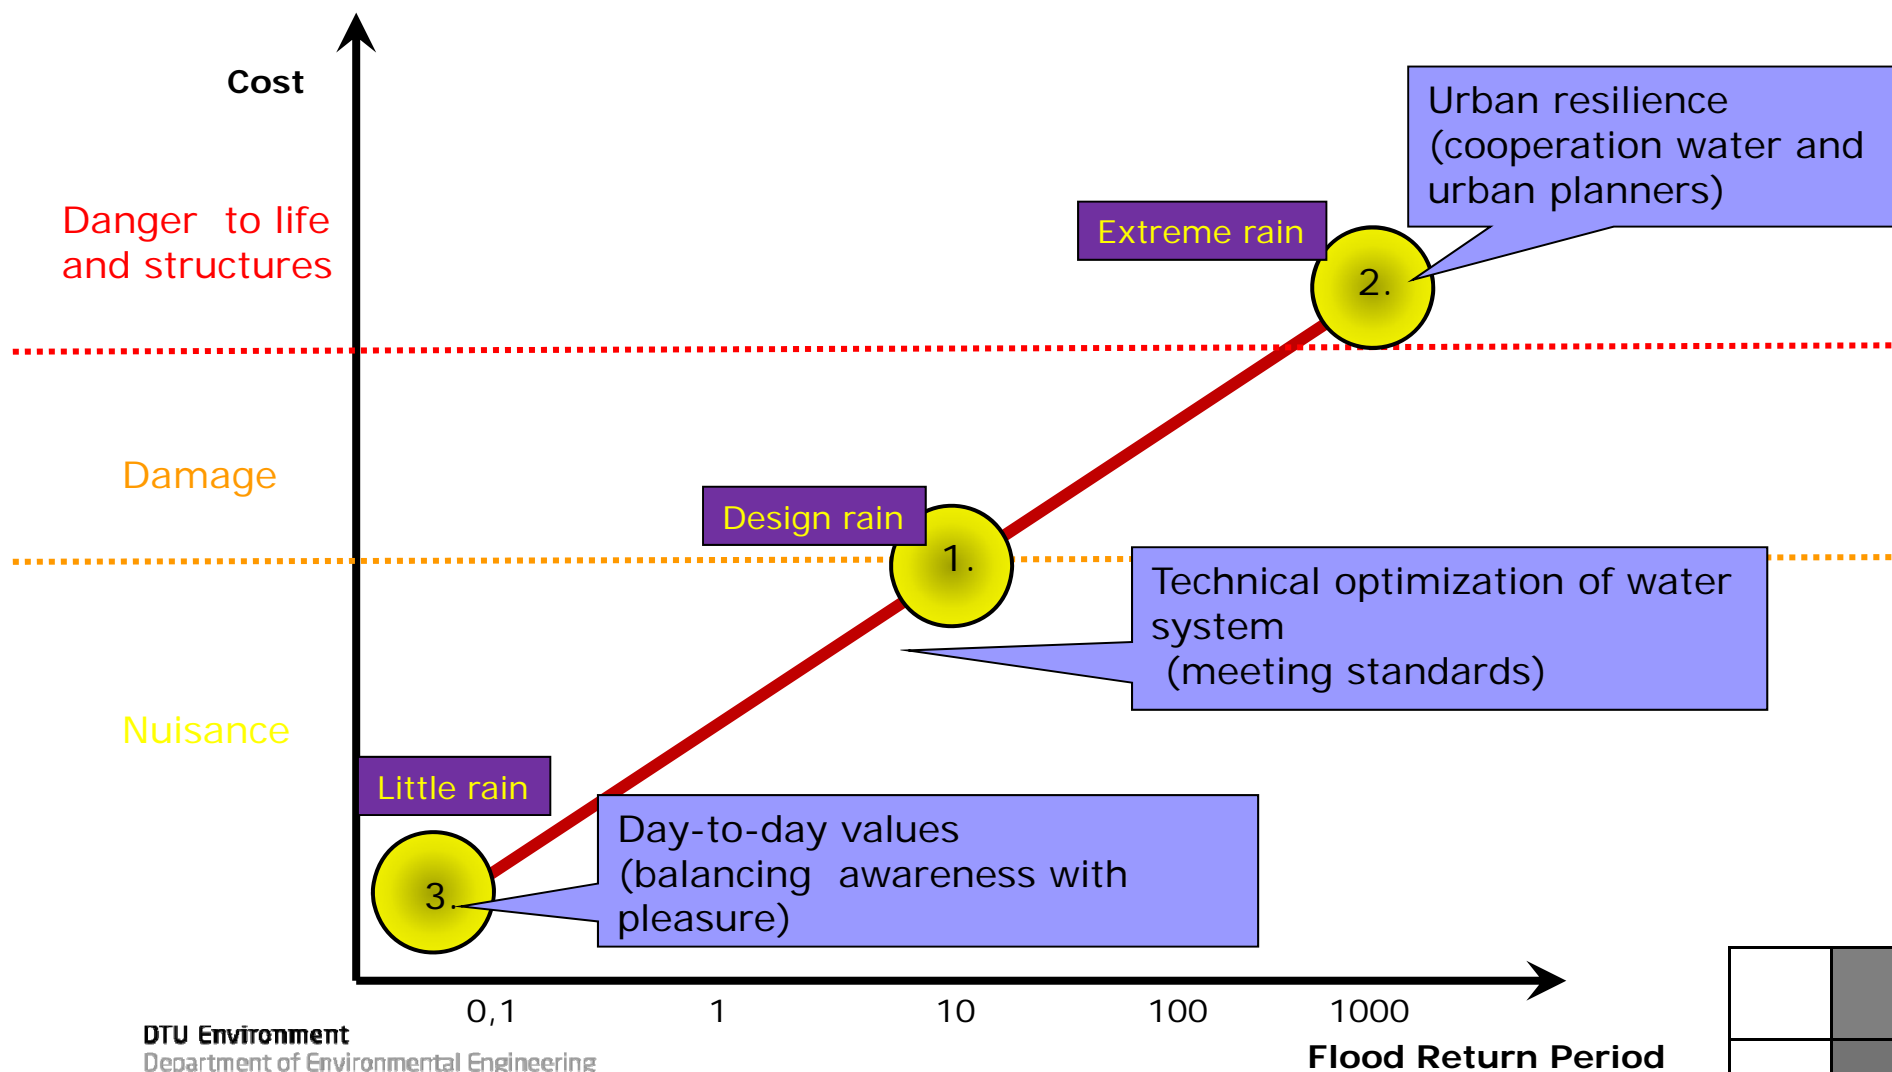 Cost
Urban resilience
(cooperation water and
urban planners)
Danger to life
and structures
Extreme rain
2.
Damage
Design rain
1.
Technical optimization of water
system
(meeting standards)
Nuisance
Little rain
Day-to-day values
(balancing awareness with
pleasure)
3.
0,1 1 10 100 1000
Flood Return Period
DTU Environment
Department of Environmental Engineering